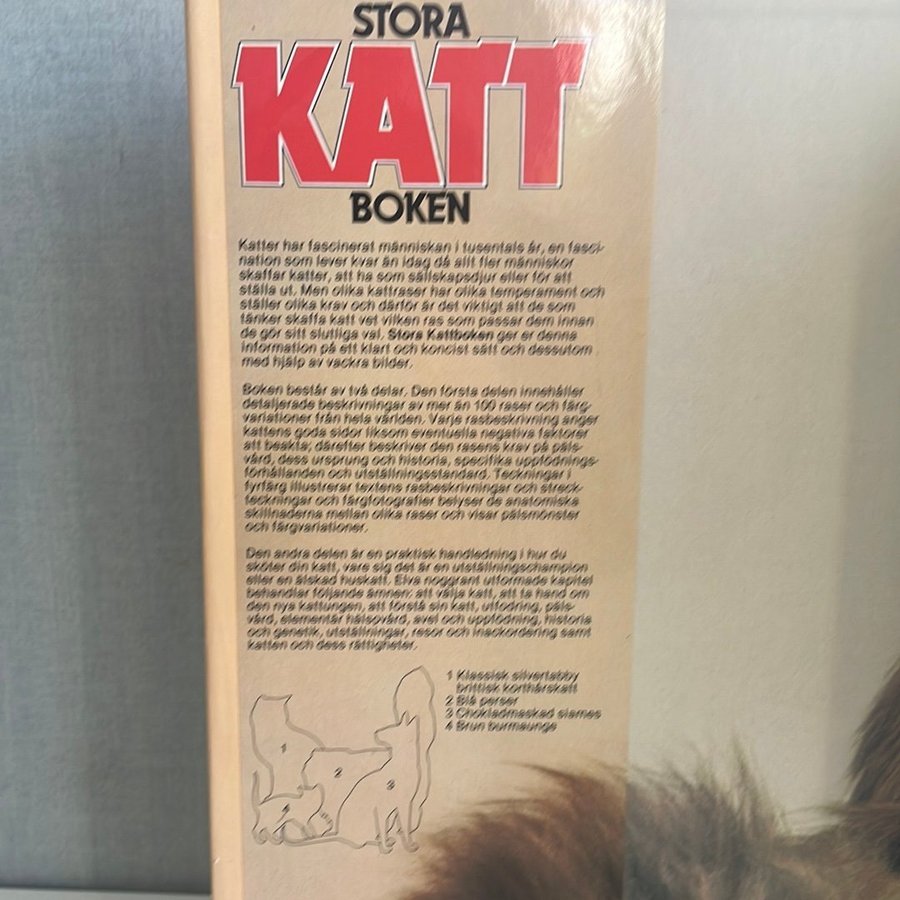 STORA
KATT
BOKEN
Katter har fascinerat människan i tusentals år, en fasci-
nation som lever kvar än idag då allt fler människor
skaffar katter, att ha som sällskapsdjur eller för att
ställa ut. Men olika kattraser har olika temperament och
ställer olika krav och därför är det viktigt att de som
tänker skaffa katt vet vilken ras som passar dem innan
de gör sitt slutliga val. Stora Kattboken ger er denna
information på ett klart och koncist sätt och dessutom
med hjälp av vackra bilder.
Boken består av två delar. Den första delen innehåller
detaljerade beskrivningar av mer än 100 raser och färg-
variationer från hela världen. Varje rasbeskrivning anger
kattens goda sidor liksom eventuella negativa faktorer
att beakta; därefter beskriver den rasens krav på päls-
vård, dess ursprung och historia, specifika uppfödnings-
förhållanden och utställningsstandard. Teckningar i
fyrfärg illustrerar textens rasbeskrivningar och streck-
teckningar och färgfotografier belyser de anatomiska
skillnaderna mellan olika raser och visar pälsmönster
och färgvariationer.
Den andra delen är en praktisk handledning i hur du
sköter din katt, vare sig det är en utställningschampion
eller en älskad huskatt. Elva noggrant utformade kapitel
behandlar följande ämnen: att välja katt, att ta hand om
den nya kattungen, att förstå sin katt, utfodning, päls-
vård, elementär hälsovård, avel och uppfödning, historia
och genetik, utställningar, resor och inackordering samt
katten och dess rättigheter.
1 Klassisk silvertabby
brittisk korthårskatt
2 Blå perser
3 Chokladmaskad siames
4 Brun burmaunge
1
2
3
4